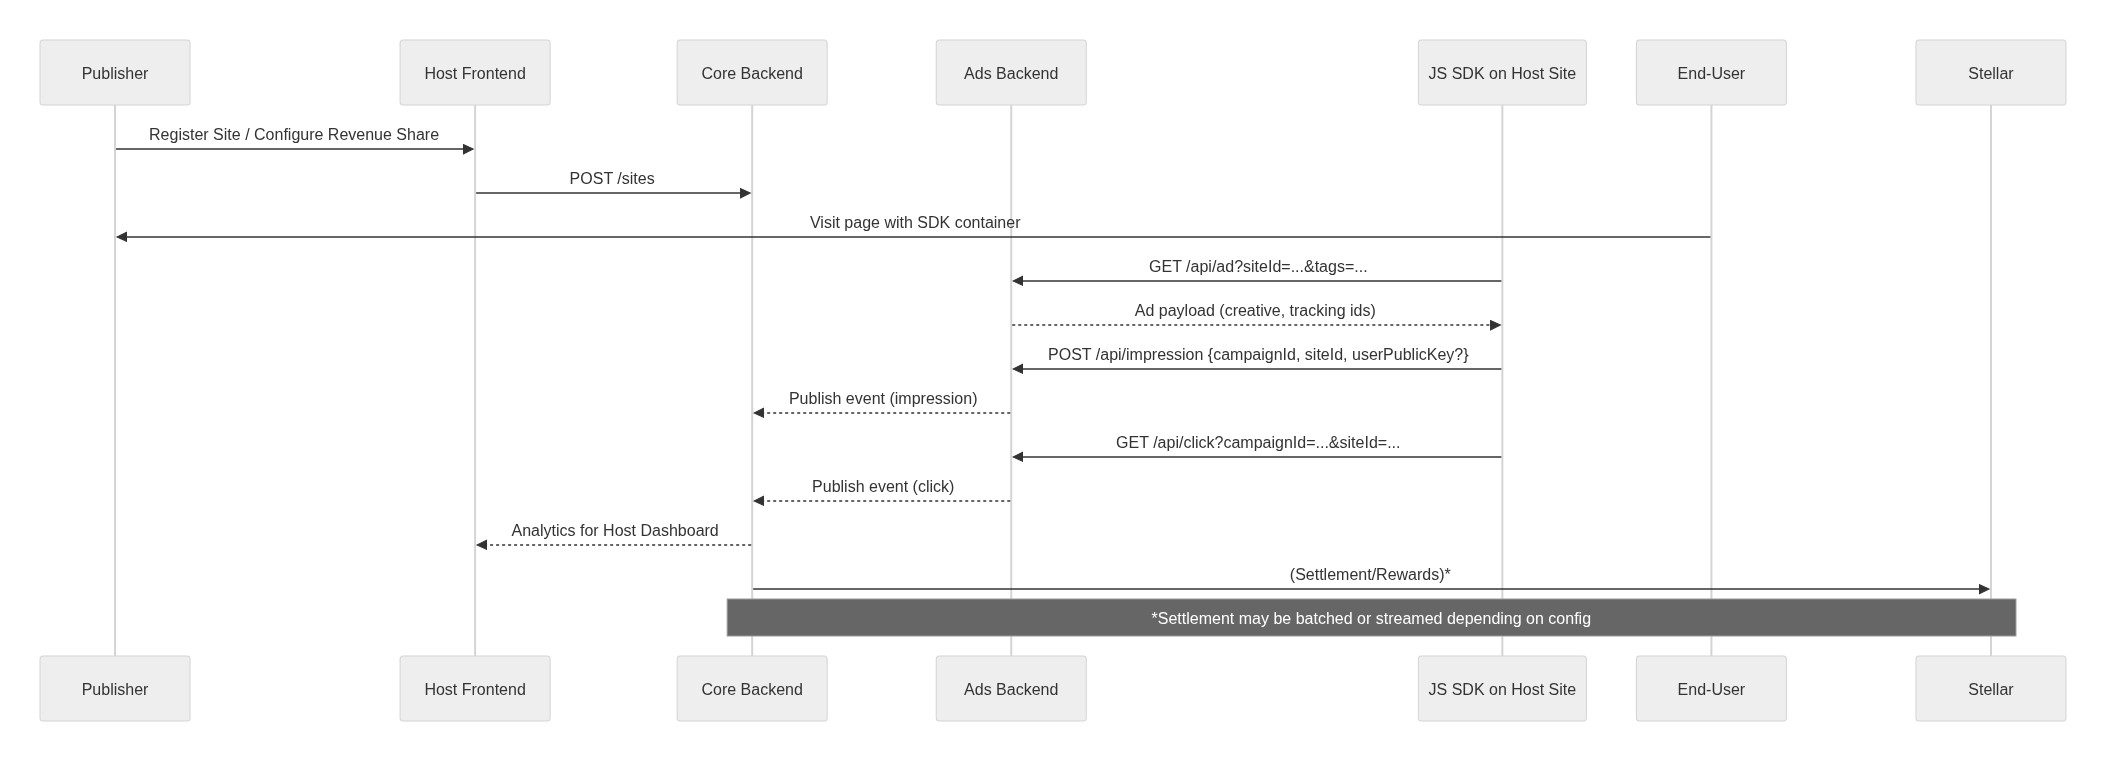 Publisher
Host Frontend
Core Backend
Ads Backend
JS SDK on Host Site
End-User
Stellar
Register Site / Configure Revenue Share
POST /sites
Visit page with SDK container
GET /api/ad?siteId=...&tags=...
Ad payload (creative, tracking ids)
POST /api/impression {campaignId, siteId, userPublicKey?}
Publish event (impression)
GET /api/click?campaignId=...&siteId=...
Publish event (click)
Analytics for Host Dashboard
(Settlement/Rewards)*
*Settlement may be batched or streamed depending on config
Publisher
Host Frontend
Core Backend
Ads Backend
JS SDK on Host Site
End-User
Stellar